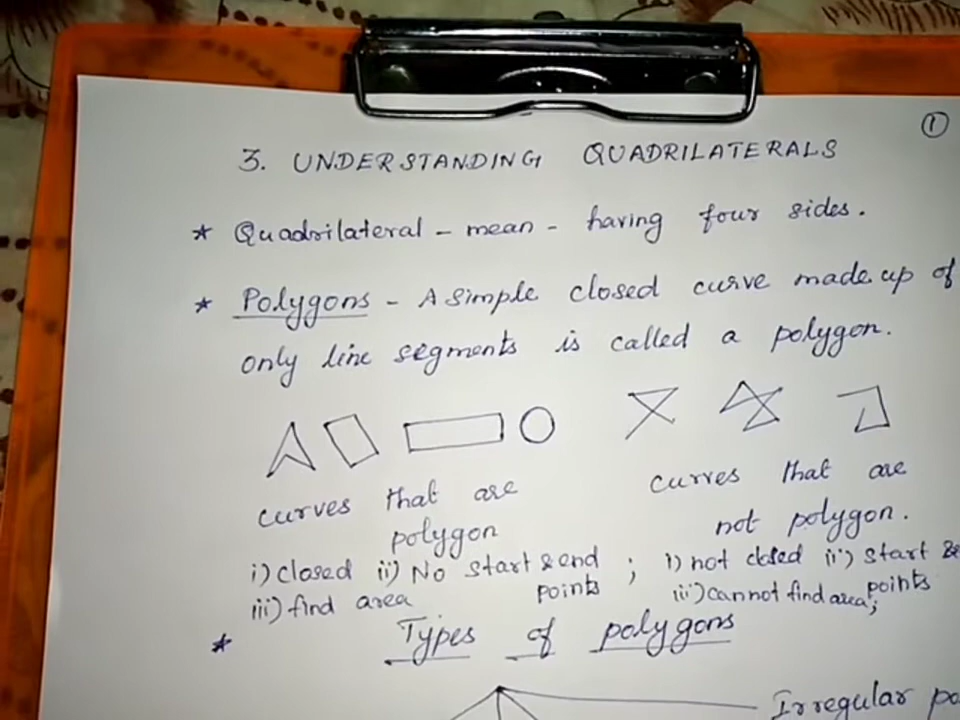 1
3. UNDERSTANDING QUADRILATERALS
* Quadrilateral - mean - having four sides.
* Polygons - A simple closed curve made up of
only line segments is called a polygon.
curves that are
polygon
curves that are
not polygon.
i) closed ii) No start & end points ; i) not closed ii) start &
iii) find area iii) cannot find area; points
* Types of polygons
Irregular po